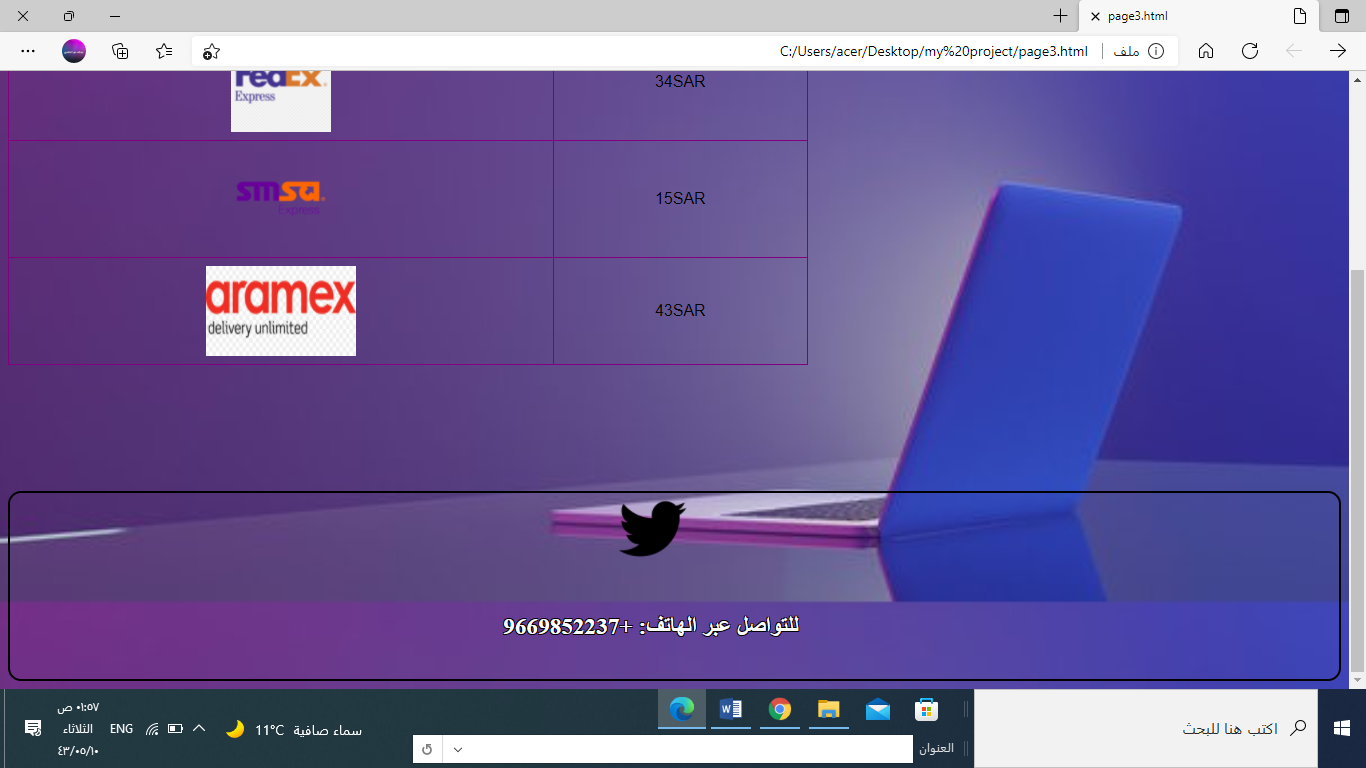 page3.html
C:/Users/acer/Desktop/my%20project/page3.html
ملف
FedEx
Express
34SAR
smsa
Express
15SAR
aramex
delivery unlimited
43SAR
للتواصل عبر الهاتف: +9669852237
اكتب هنا للبحث
العنوان
سماء صافية 11°C
ENG
٠١:٥٧ ص
الثلاثاء
٤٣/٠٥/١٠